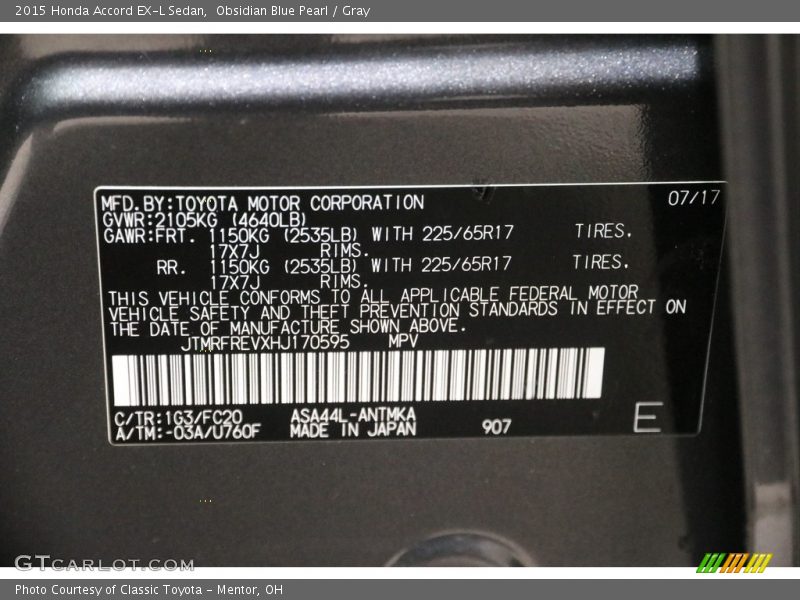 2015 Honda Accord EX-L Sedan,  Obsidian Blue Pearl / Gray
MFD.BY:TOYOTA MOTOR CORPORATION 07/17
GVWR:2105KG (4640LB)
GAWR:FRT. 1150KG (2535LB) WITH 225/65R17 TIRES.
17X7J RIMS.
RR. 1150KG (2535LB) WITH 225/65R17 TIRES.
17X7J RIMS.
THIS VEHICLE CONFORMS TO ALL APPLICABLE FEDERAL MOTOR
VEHICLE SAFETY AND THEFT PREVENTION STANDARDS IN EFFECT ON
THE DATE OF MANUFACTURE SHOWN ABOVE.
JTMRFREVXHJ170595 MPV
C/TR:1G3/FC20 ASA44L-ANTMKA
A/TM:-03A/U760F MADE IN JAPAN 907 E
GTCARLOT.COM
Photo Courtesy of Classic Toyota - Mentor, OH